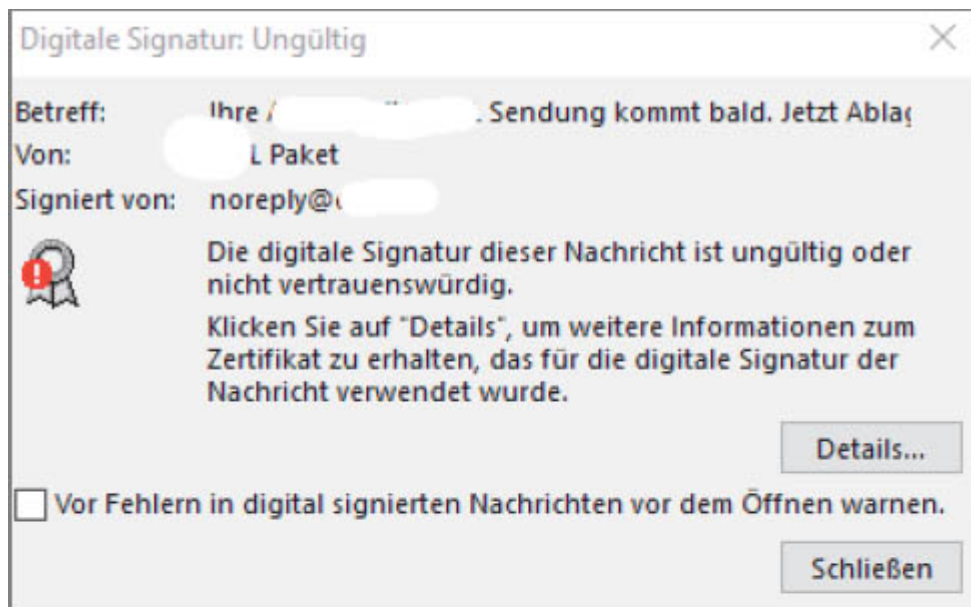 Digitale Signatur: Ungültig
Betreff: Ihre Sendung kommt bald. Jetzt Ablag
Von: L Paket
Signiert von: noreply@
Die digitale Signatur dieser Nachricht ist ungültig oder
nicht vertrauenswürdig.
Klicken Sie auf "Details", um weitere Informationen zum
Zertifikat zu erhalten, das für die digitale Signatur der
Nachricht verwendet wurde.
Details...
Vor Fehlern in digital signierten Nachrichten vor dem Öffnen warnen.
Schließen